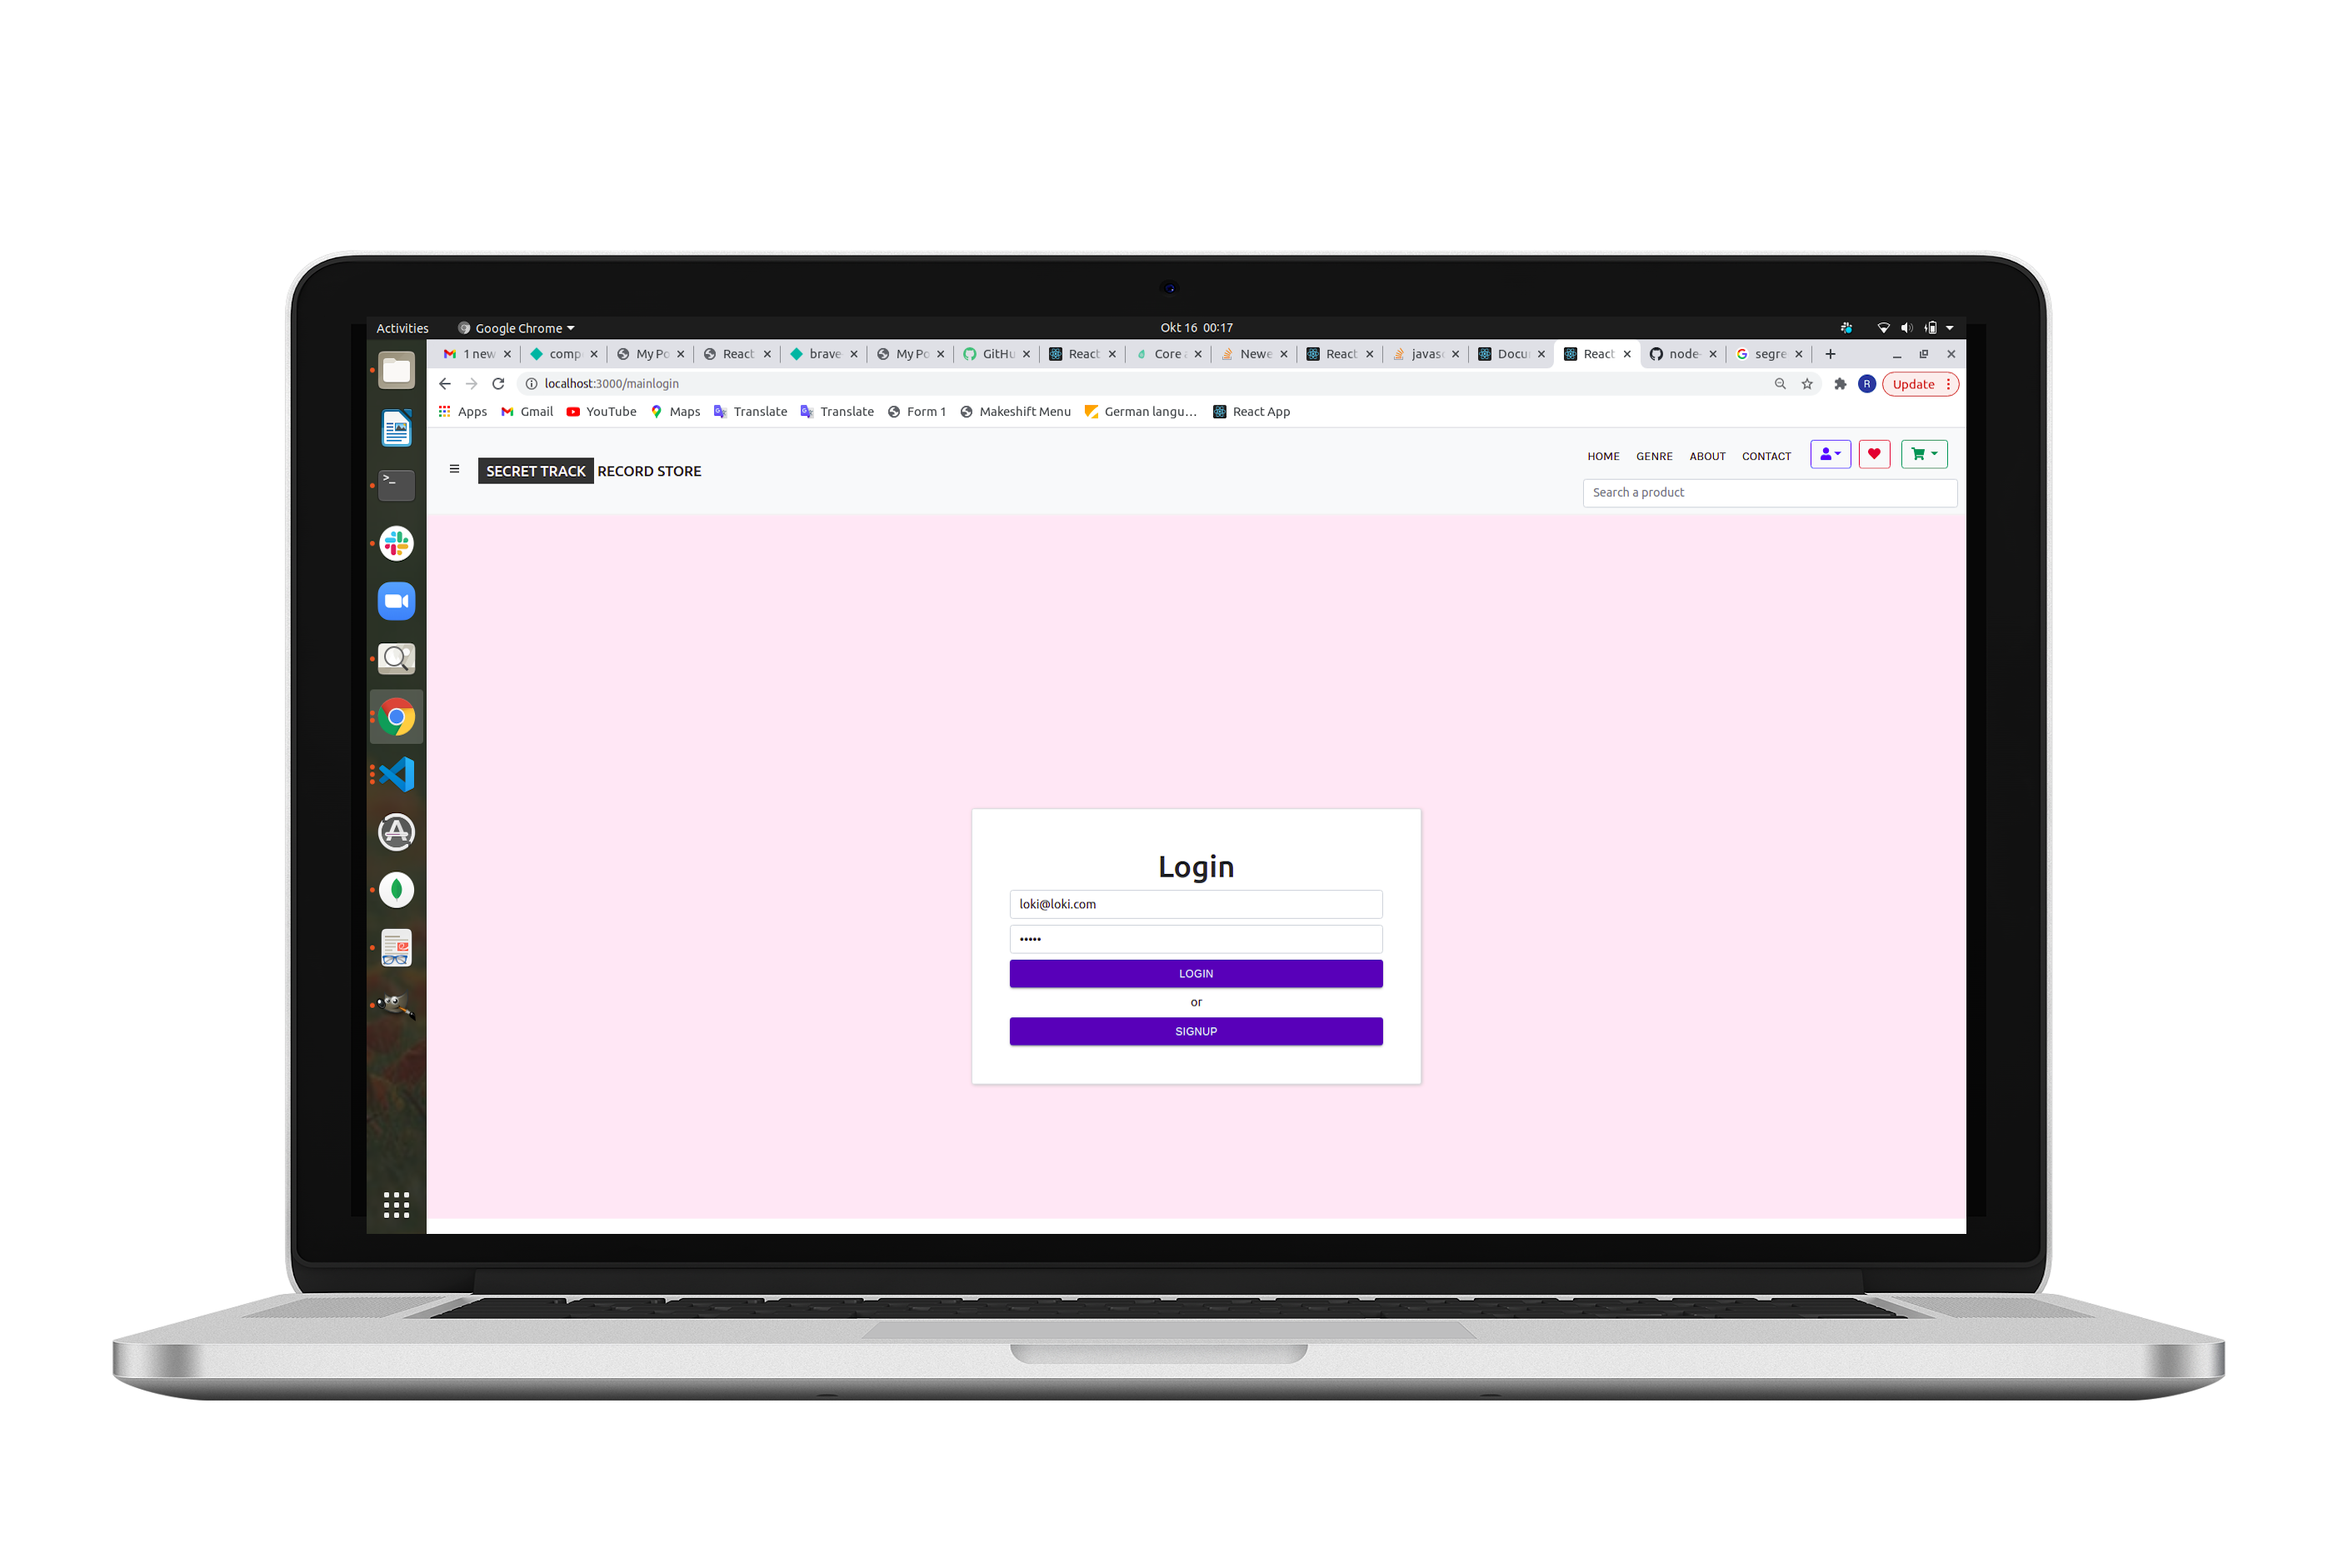 Activities Google Chrome Okt 16 00:17
1 new comp My Po React brave My Po GitHu React Core Newe React javasc Docu React node- segre
localhost:3000/mainlogin R Update
Apps Gmail YouTube Maps Translate Translate Form 1 Makeshift Menu German langu... React App
SECRET TRACK RECORD STORE
HOME GENRE ABOUT CONTACT
Search a product
Login
loki@loki.com
•••••
LOGIN
or
SIGNUP